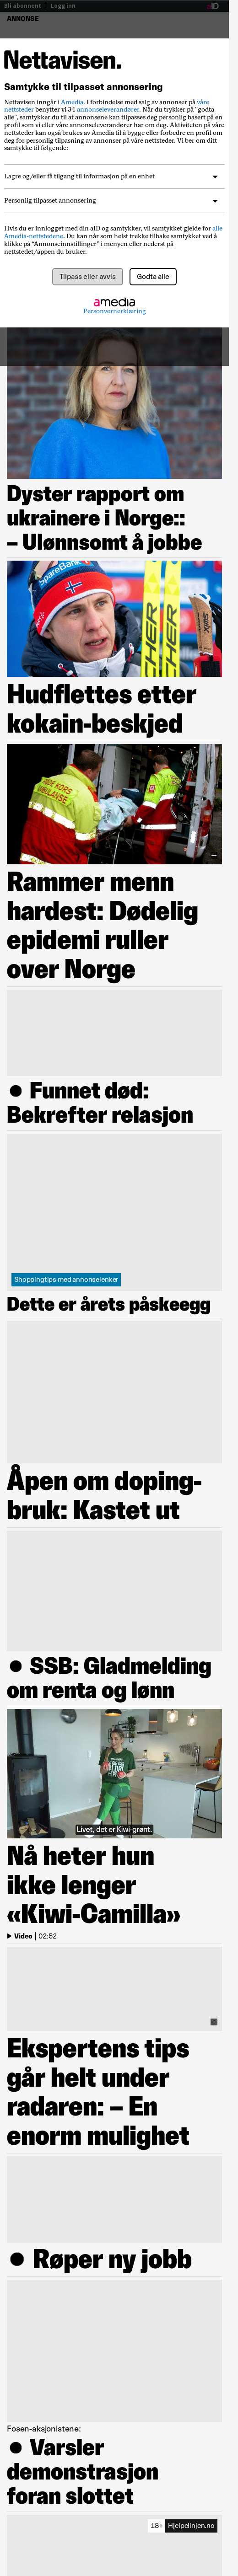 Bli abonnent | Logg inn aID
ANNONSE
Nettavisen.
Samtykke til tilpasset annonsering
Nettavisen inngår i Amedia. I forbindelse med salg av annonser på våre
nettsteder benytter vi 34 annonseleverandører. Når du trykker på "godta
alle", samtykker du til at annonsene kan tilpasses deg personlig basert på en
profil som vi eller våre annonsører har om deg. Annonsørene på våre
nettsteder kan også brukes av Amedia til å bygge eller forbedre en profil om
deg for personlig tilpasning av annonser på våre nettsteder. Vi ber om ditt
samtykke til følgende:
Lagre og/eller få tilgang til informasjon på en enhet
Personlig tilpasset annonsering
Hvis du er innlogget med din aID og samtykker, vil samtykket gjelde for alle
Amedia-nettstedene. Du kan når som helst trekke tilbake samtykket ved å
klikke på “Annonseinnstillinger” i menyen eller nederst på
nettstedet/appen du bruker.
Tilpass eller avvis Godta alle
amedia
Personvernerklæring
Dyster rapport om
ukrainere i Norge::
– Ulønnsomt å jobbe
SpareBank
Hudflettes etter
kokain-beskjed
Rammer menn
hardest: Dødelig
epidemi ruller
over Norge
● Funnet død:
Bekrefter relasjon
Shoppingtips med annonselenker
Dette er årets påskeegg
Åpen om doping-
bruk: Kastet ut
● SSB: Gladmelding
om renta og lønn
Livet, det er Kiwi-grønt.
Nå heter hun
ikke lenger
«Kiwi-Camilla»
Video | 02:52
Ekspertens tips
går helt under
radaren: – En
enorm mulighet
● Røper ny jobb
Fosen-aksjonistene:
● Varsler
demonstrasjon
foran slottet
18+ Hjelpelinjen.no